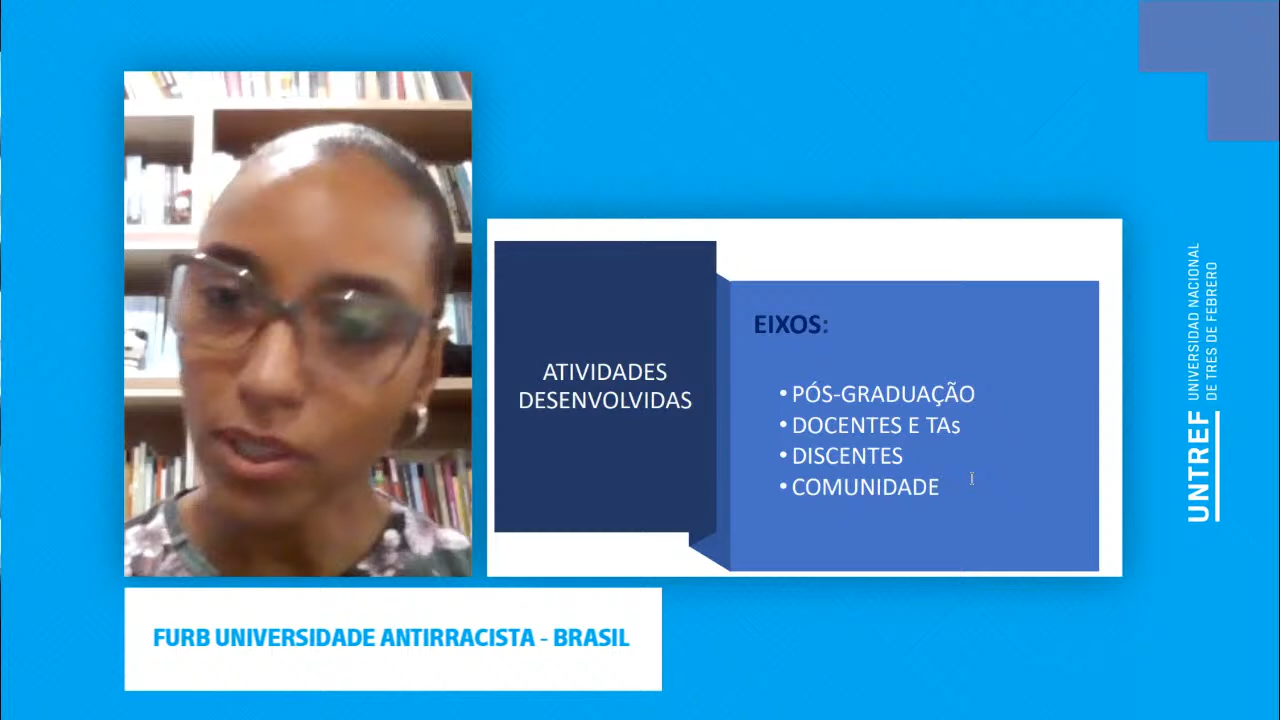 ATIVIDADES
DESENVOLVIDAS
EIXOS:
• PÓS-GRADUAÇÃO
• DOCENTES E TAs
• DISCENTES
• COMUNIDADE
FURB UNIVERSIDADE ANTIRRACISTA - BRASIL
UNTREF
UNIVERSIDAD NACIONAL
DE TRES DE FEBRERO